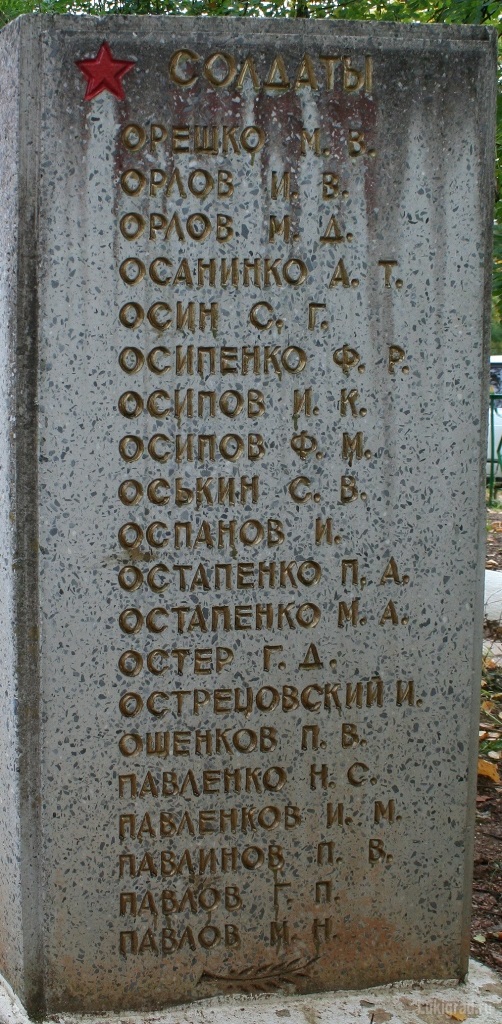 СОЛДАТЫ
ОРЕШКО М. В.
ОРЛОВ И. В.
ОРЛОВ М. Д.
ОСАНИНКО А. Т.
ОСИН С. Г.
ОСИПЕНКО Ф. Р.
ОСИПОВ И. К.
ОСИПОВ Ф. М.
ОСЬКИН С. В.
ОСПАНОВ И.
ОСТАПЕНКО П. А.
ОСТАПЕНКО М. А.
ОСТЕР Г. Д.
ОСТРЕЦОВСКИЙ И.
ОШЕНКОВ П. В.
ПАВЛЕНКО Н. С.
ПАВЛЕНКОВ И. М.
ПАВЛИНОВ П. В.
ПАВЛОВ Г. П.
ПАВЛОВ М. Н.